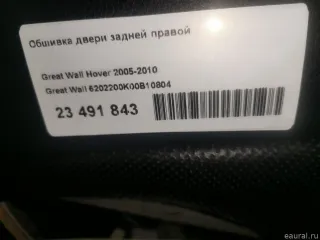 Обшивка двери задней правой
Great Wall Hover 2005-2010
Great Wall 6202200K00B10804
23 491 843
eaural.ru